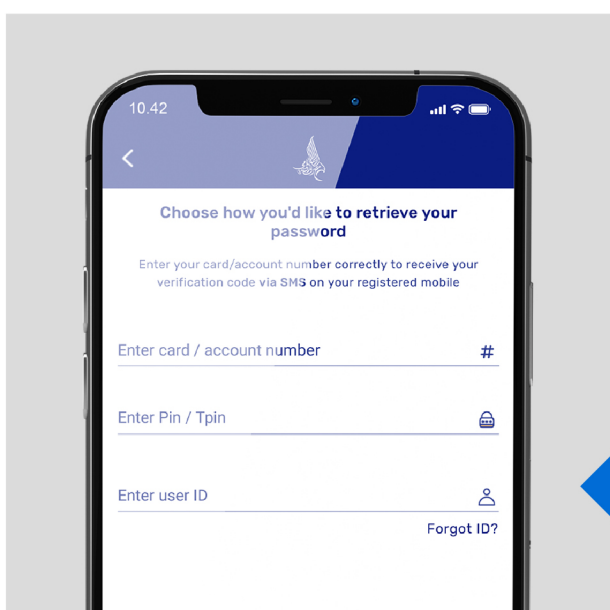 10.42
Choose how you'd like to retrieve your
password
Enter your card/account number correctly to receive your
verification code via SMS on your registered mobile
Enter card / account number
#
Enter Pin / Tpin
Enter user ID
Forgot ID?